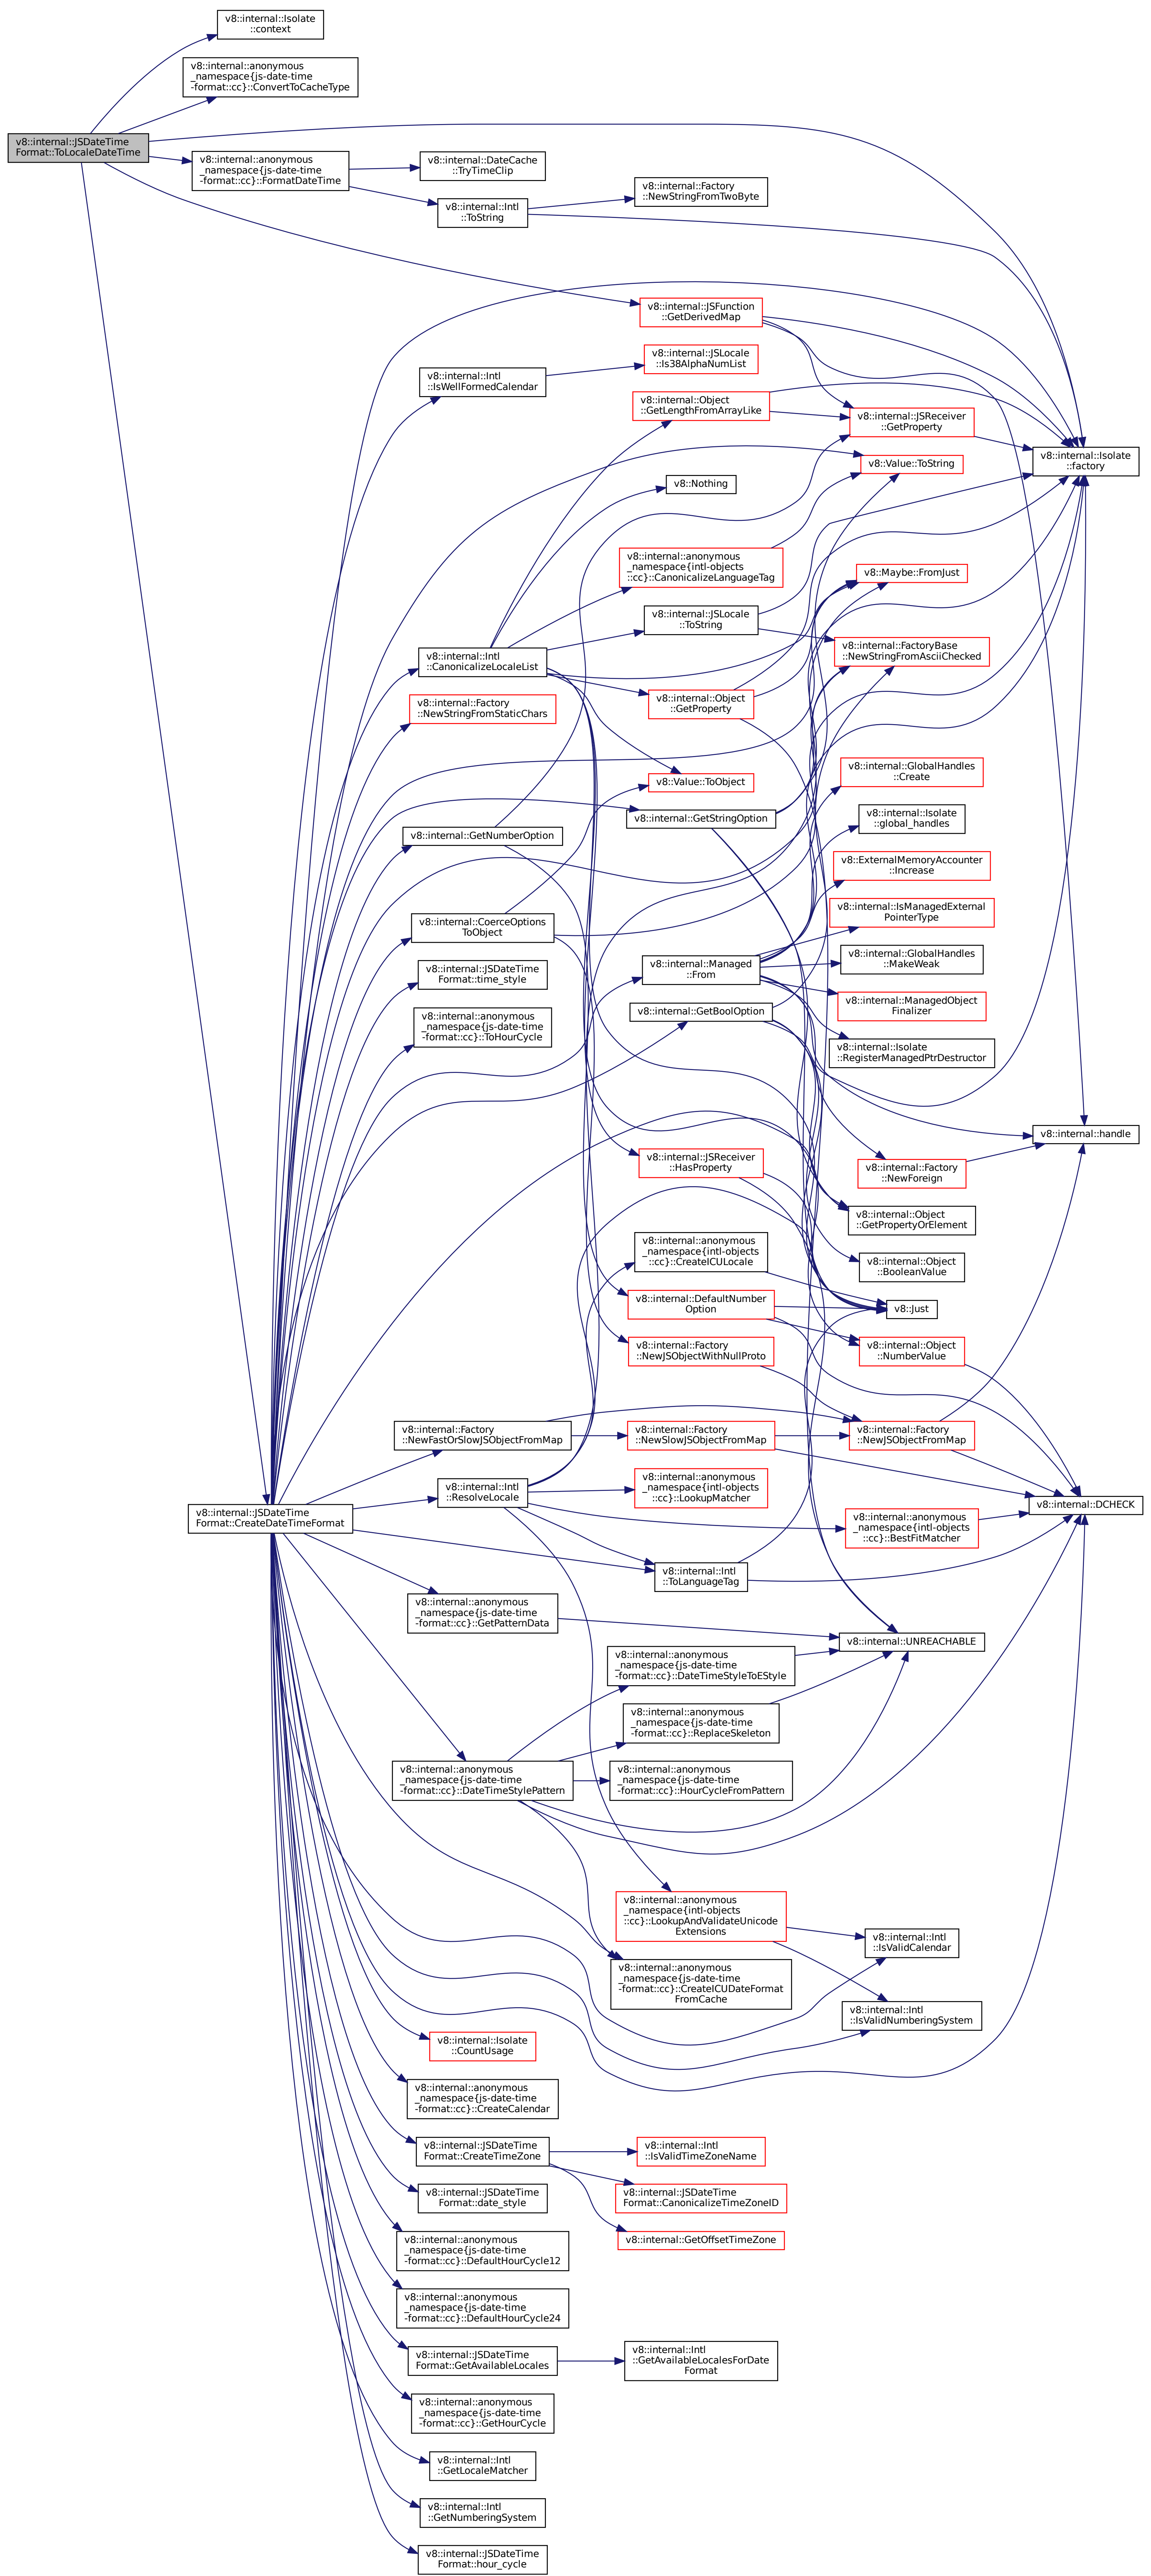 v8::internal::Isolate
::context
v8::internal::anonymous
_namespace{js-date-time
-format::cc}::ConvertToCacheType
v8::internal::JSDateTime
Format::ToLocaleDateTime
v8::internal::anonymous
_namespace{js-date-time
-format::cc}::FormatDateTime
v8::internal::DateCache
::TryTimeClip
v8::internal::Intl
::ToString
v8::internal::Factory
::NewStringFromTwoByte
v8::internal::JSFunction
::GetDerivedMap
v8::internal::Intl
::IsWellFormedCalendar
v8::internal::JSLocale
::Is38AlphaNumList
v8::internal::Object
::GetLengthFromArrayLike
v8::internal::JSReceiver
::GetProperty
v8::internal::Isolate
::factory
v8::Value::ToString
v8::Nothing
v8::internal::anonymous
_namespace{intl-objects
::cc}::CanonicalizeLanguageTag
v8::Maybe::FromJust
v8::internal::JSLocale
::ToString
v8::internal::FactoryBase
::NewStringFromAsciiChecked
v8::internal::Intl
::CanonicalizeLocaleList
v8::internal::Object
::GetProperty
v8::internal::Factory
::NewStringFromStaticChars
v8::Value::ToObject
v8::internal::GlobalHandles
::Create
v8::internal::GetStringOption
v8::internal::Isolate
::global_handles
v8::internal::GetNumberOption
v8::ExternalMemoryAccounter
::Increase
v8::internal::IsManagedExternal
PointerType
v8::internal::CoerceOptions
ToObject
v8::internal::JSDateTime
Format::time_style
v8::internal::Managed
::From
v8::internal::GlobalHandles
::MakeWeak
v8::internal::ManagedObject
Finalizer
v8::internal::GetBoolOption
v8::internal::anonymous
_namespace{js-date-time
-format::cc}::ToHourCycle
v8::internal::Isolate
::RegisterManagedPtrDestructor
v8::internal::handle
v8::internal::JSReceiver
::HasProperty
v8::internal::Factory
::NewForeign
v8::internal::Object
::GetPropertyOrElement
v8::internal::anonymous
_namespace{intl-objects
::cc}::CreateICULocale
v8::internal::Object
::BooleanValue
v8::internal::DefaultNumber
Option
v8::Just
v8::internal::Factory
::NewJSObjectWithNullProto
v8::internal::Object
::NumberValue
v8::internal::Factory
::NewFastOrSlowJSObjectFromMap
v8::internal::Factory
::NewSlowJSObjectFromMap
v8::internal::Factory
::NewJSObjectFromMap
v8::internal::Intl
::ResolveLocale
v8::internal::anonymous
_namespace{intl-objects
::cc}::LookupMatcher
v8::internal::DCHECK
v8::internal::JSDateTime
Format::CreateDateTimeFormat
v8::internal::anonymous
_namespace{intl-objects
::cc}::BestFitMatcher
v8::internal::Intl
::ToLanguageTag
v8::internal::anonymous
_namespace{js-date-time
-format::cc}::GetPatternData
v8::internal::UNREACHABLE
v8::internal::anonymous
_namespace{js-date-time
-format::cc}::DateTimeStyleToEStyle
v8::internal::anonymous
_namespace{js-date-time
-format::cc}::ReplaceSkeleton
v8::internal::anonymous
_namespace{js-date-time
-format::cc}::DateTimeStylePattern
v8::internal::anonymous
_namespace{js-date-time
-format::cc}::HourCycleFromPattern
v8::internal::anonymous
_namespace{intl-objects
::cc}::LookupAndValidateUnicode
Extensions
v8::internal::Intl
::IsValidCalendar
v8::internal::anonymous
_namespace{js-date-time
-format::cc}::CreateICUDateFormat
FromCache
v8::internal::Intl
::IsValidNumberingSystem
v8::internal::Isolate
::CountUsage
v8::internal::anonymous
_namespace{js-date-time
-format::cc}::CreateCalendar
v8::internal::JSDateTime
Format::CreateTimeZone
v8::internal::Intl
::IsValidTimeZoneName
v8::internal::JSDateTime
Format::date_style
v8::internal::JSDateTime
Format::CanonicalizeTimeZoneID
v8::internal::GetOffsetTimeZone
v8::internal::anonymous
_namespace{js-date-time
-format::cc}::DefaultHourCycle12
v8::internal::anonymous
_namespace{js-date-time
-format::cc}::DefaultHourCycle24
v8::internal::JSDateTime
Format::GetAvailableLocales
v8::internal::Intl
::GetAvailableLocalesForDate
Format
v8::internal::anonymous
_namespace{js-date-time
-format::cc}::GetHourCycle
v8::internal::Intl
::GetLocaleMatcher
v8::internal::Intl
::GetNumberingSystem
v8::internal::JSDateTime
Format::hour_cycle